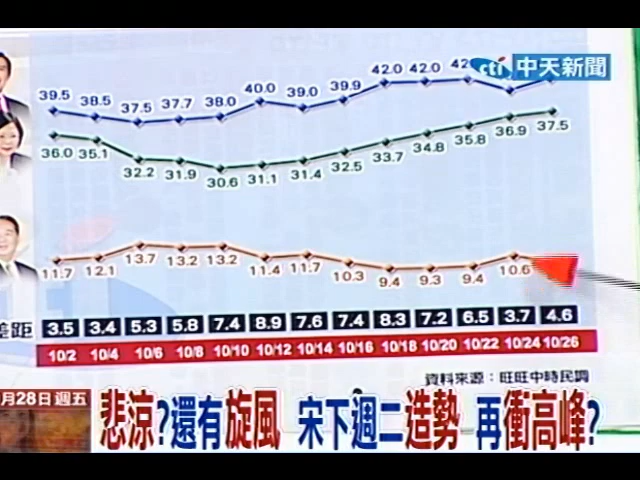 cti 中天新聞
39.5 38.5 37.5 37.7 38.0 40.0 39.0 39.9 42.0 42.0
36.0 35.1 32.2 31.9 30.6 31.1 31.4 32.5 33.7 34.8 35.8 36.9 37.5
11.7 12.1 13.7 13.2 13.2 11.4 11.7 10.3 9.4 9.3 9.4 10.6
差距 3.5 3.4 5.3 5.8 7.4 8.9 7.6 7.4 8.3 7.2 6.5 3.7 4.6
10/2 10/4 10/6 10/8 10/10 10/12 10/14 10/16 10/18 10/20 10/22 10/24 10/26
資料來源：旺旺中時民調
月28日週五
悲涼?還有旋風 宋下週二造勢 再衝高峰?